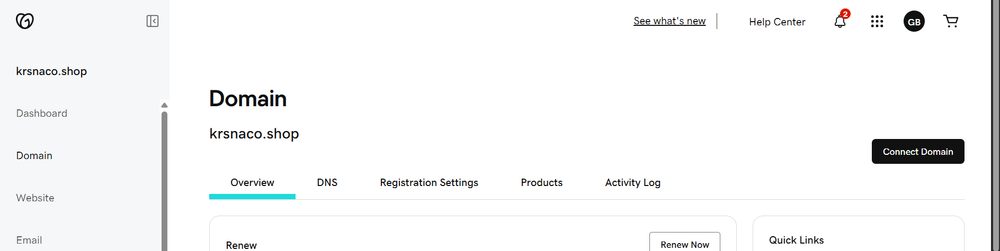 See what's new
Help Center
2
GB
krsnaco.shop
Dashboard
Domain
Website
Email
Domain
krsnaco.shop
Connect Domain
Overview
DNS
Registration Settings
Products
Activity Log
Renew
Renew Now
Quick Links